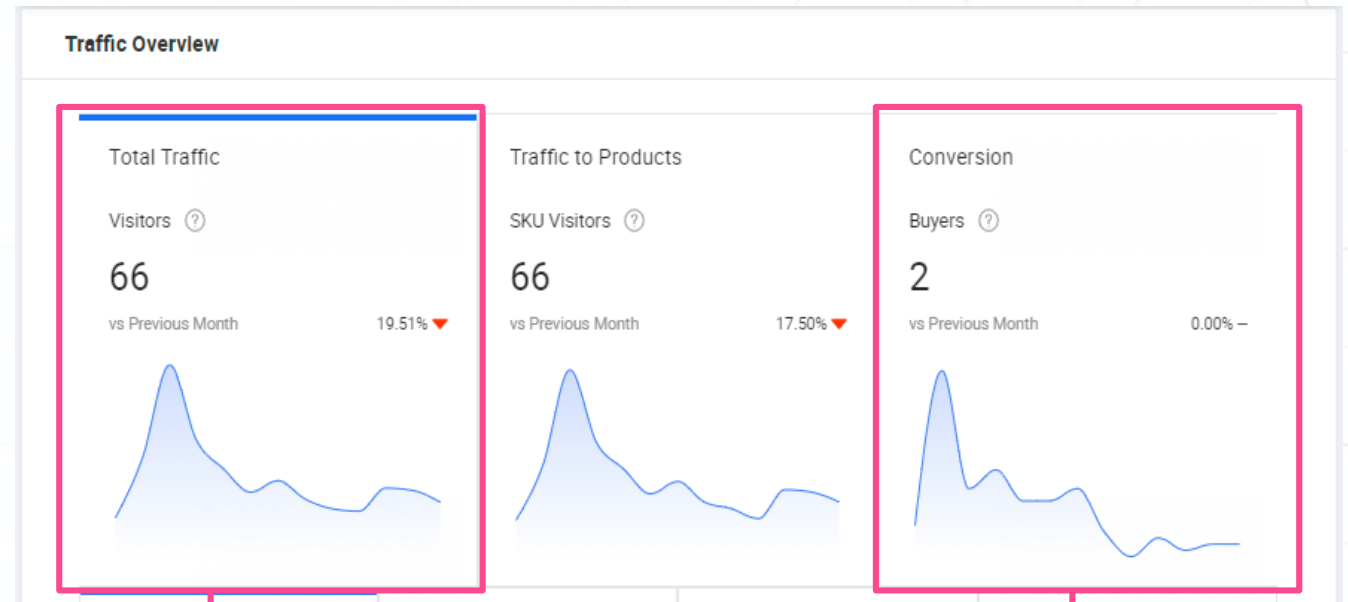 Traffic Overview
Total Traffic
Visitors ?
66
vs Previous Month 19.51%
Traffic to Products
SKU Visitors ?
66
vs Previous Month 17.50%
Conversion
Buyers ?
2
vs Previous Month 0.00% –